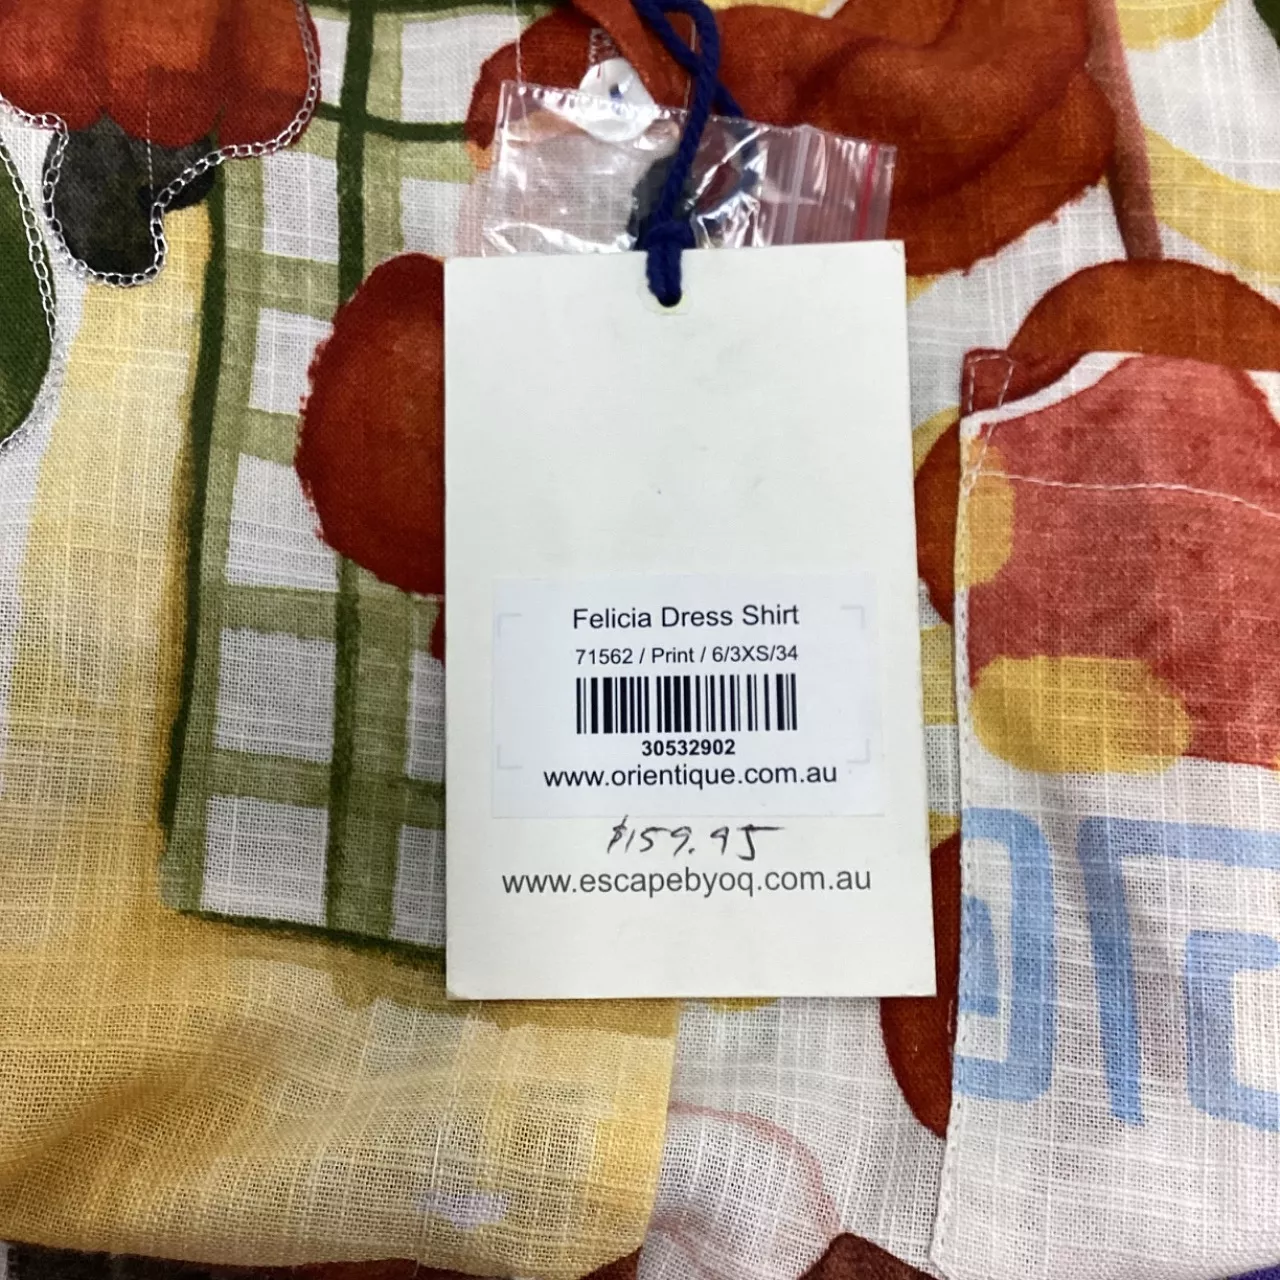 Felicia Dress Shirt
71562 / Print / 6/3XS/34
30532902
www.orientique.com.au
$159.95
www.escapebyoq.com.au